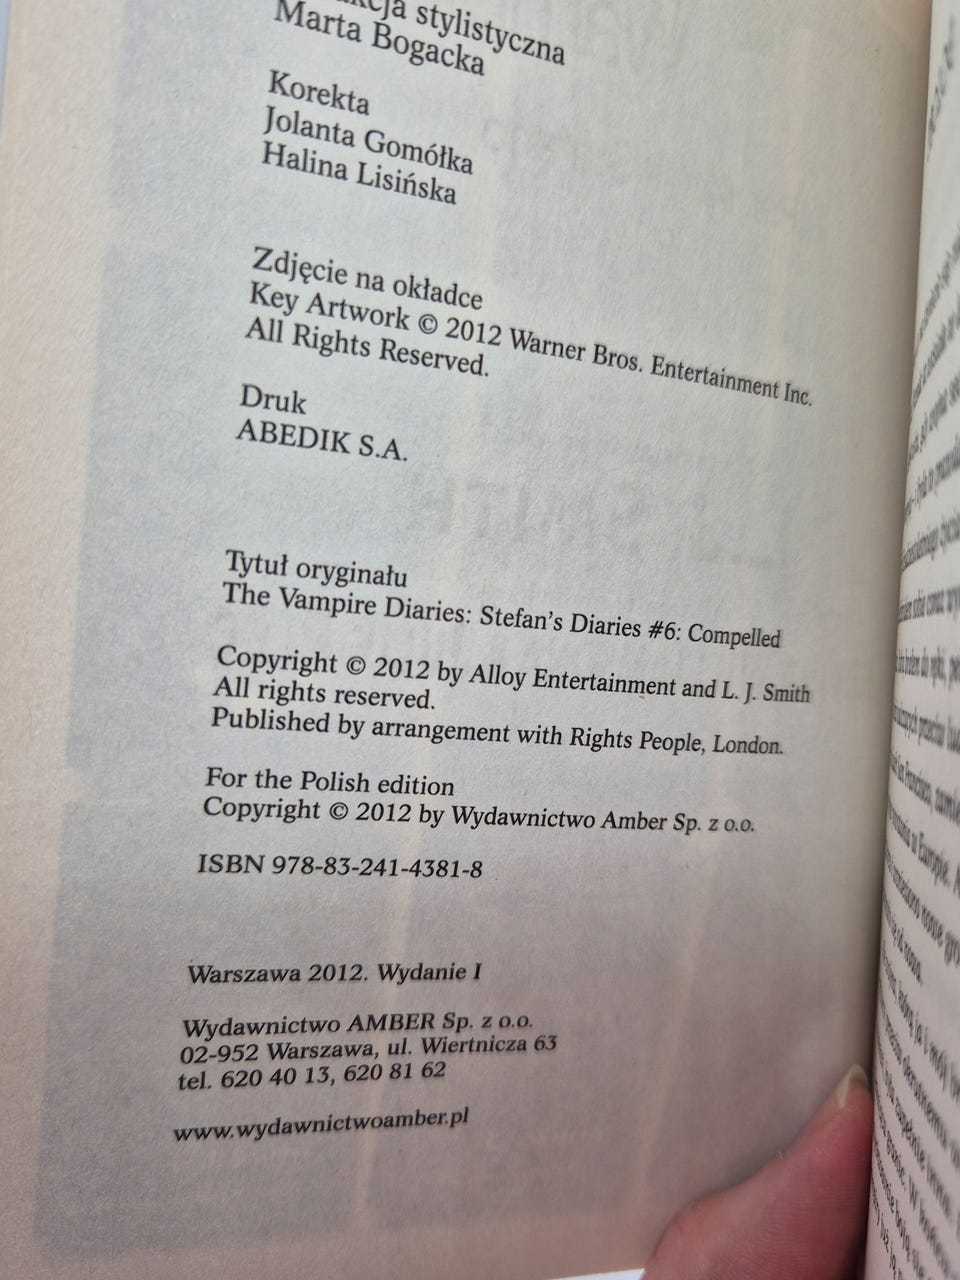 stylistyczna
Marta Bogacka
Korekta
Jolanta Gomółka
Halina Lisińska
Zdjęcie na okładce
Key Artwork © 2012 Warner Bros. Entertainment Inc.
All Rights Reserved.
Druk
ABEDIK S.A.
Tytuł oryginału
The Vampire Diaries: Stefan's Diaries #6: Compelled
Copyright © 2012 by Alloy Entertainment and L. J. Smith
All rights reserved.
Published by arrangement with Rights People, London.
For the Polish edition
Copyright © 2012 by Wydawnictwo Amber Sp. z o.o.
ISBN 978-83-241-4381-8
Warszawa 2012. Wydanie I
Wydawnictwo AMBER Sp. z o.o.
02-952 Warszawa, ul. Wiertnicza 63
tel. 620 40 13, 620 81 62
www.wydawnictwoamber.pl